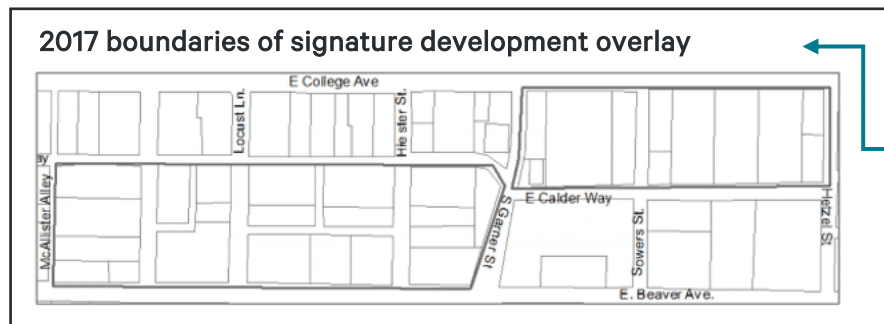 2017 boundaries of signature development overlay
E College Ave
Locust Ln.
Hiester St.
ay
McAllister Alley
S Garner St
E Calder Way
Sowers St.
Hetzel St
E. Beaver Ave.